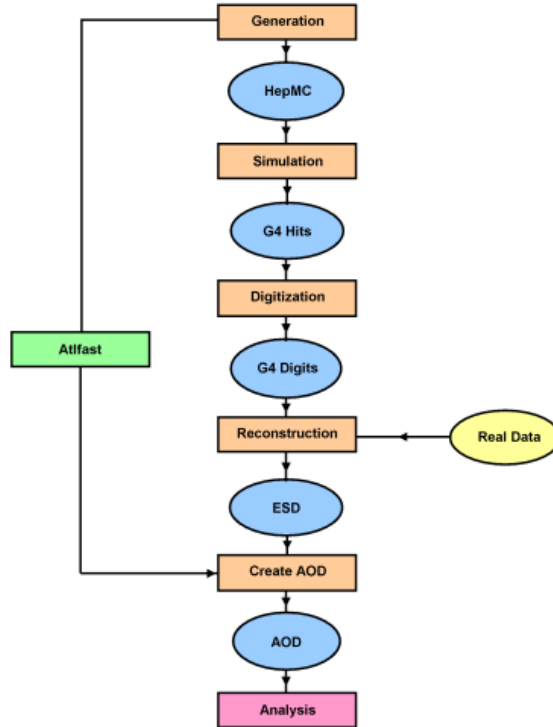 Generation
HepMC
Simulation
G4 Hits
Digitization
Atlfast
G4 Digits
Reconstruction
Real Data
ESD
Create AOD
AOD
Analysis